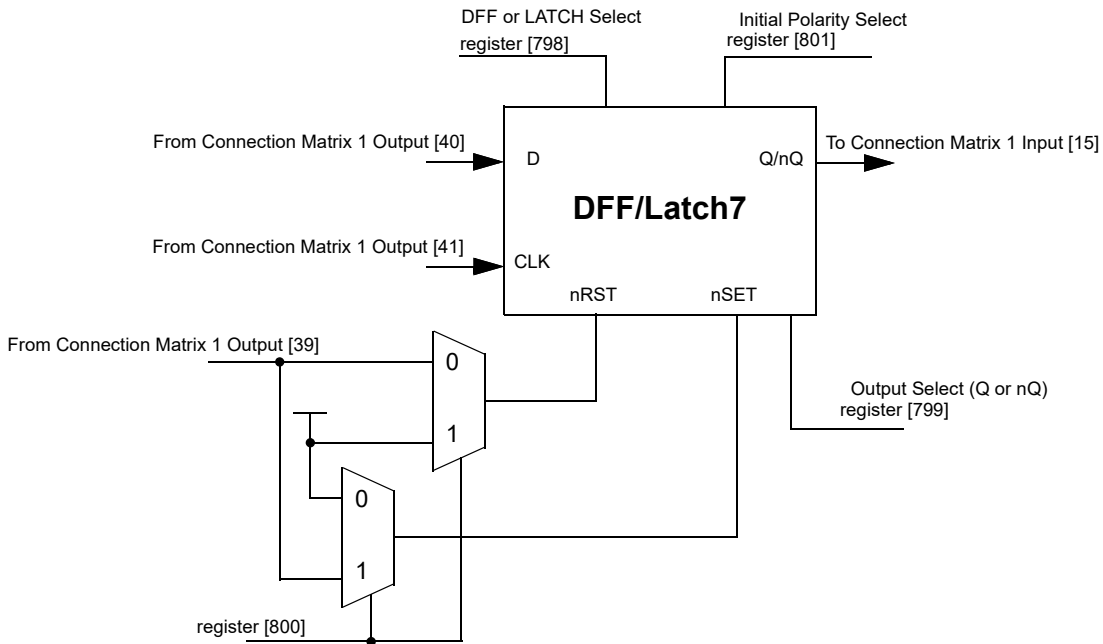 DFF or LATCH Select
register [798]
Initial Polarity Select
register [801]
From Connection Matrix 1 Output [40]
D
Q/nQ
To Connection Matrix 1 Input [15]
DFF/Latch7
From Connection Matrix 1 Output [41]
CLK
nRST
nSET
From Connection Matrix 1 Output [39]
0
1
Output Select (Q or nQ)
register [799]
0
1
register [800]